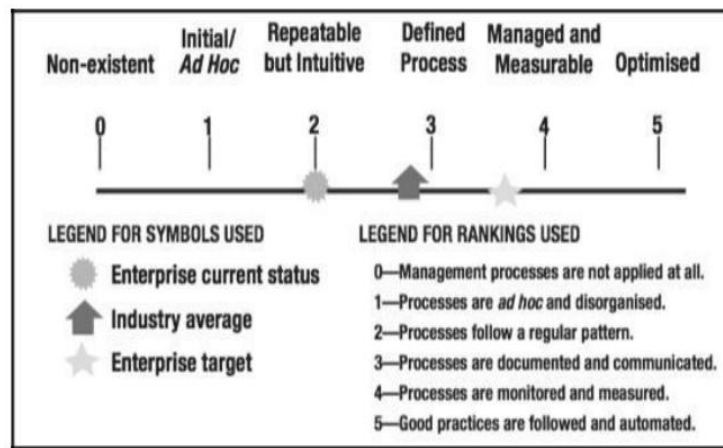 Non-existent
Initial/
Ad Hoc
Repeatable
but Intuitive
Defined
Process
Managed and
Measurable
Optimised
0 1 2 3 4 5
LEGEND FOR SYMBOLS USED
Enterprise current status
Industry average
Enterprise target
LEGEND FOR RANKINGS USED
0—Management processes are not applied at all.
1—Processes are ad hoc and disorganised.
2—Processes follow a regular pattern.
3—Processes are documented and communicated.
4—Processes are monitored and measured.
5—Good practices are followed and automated.